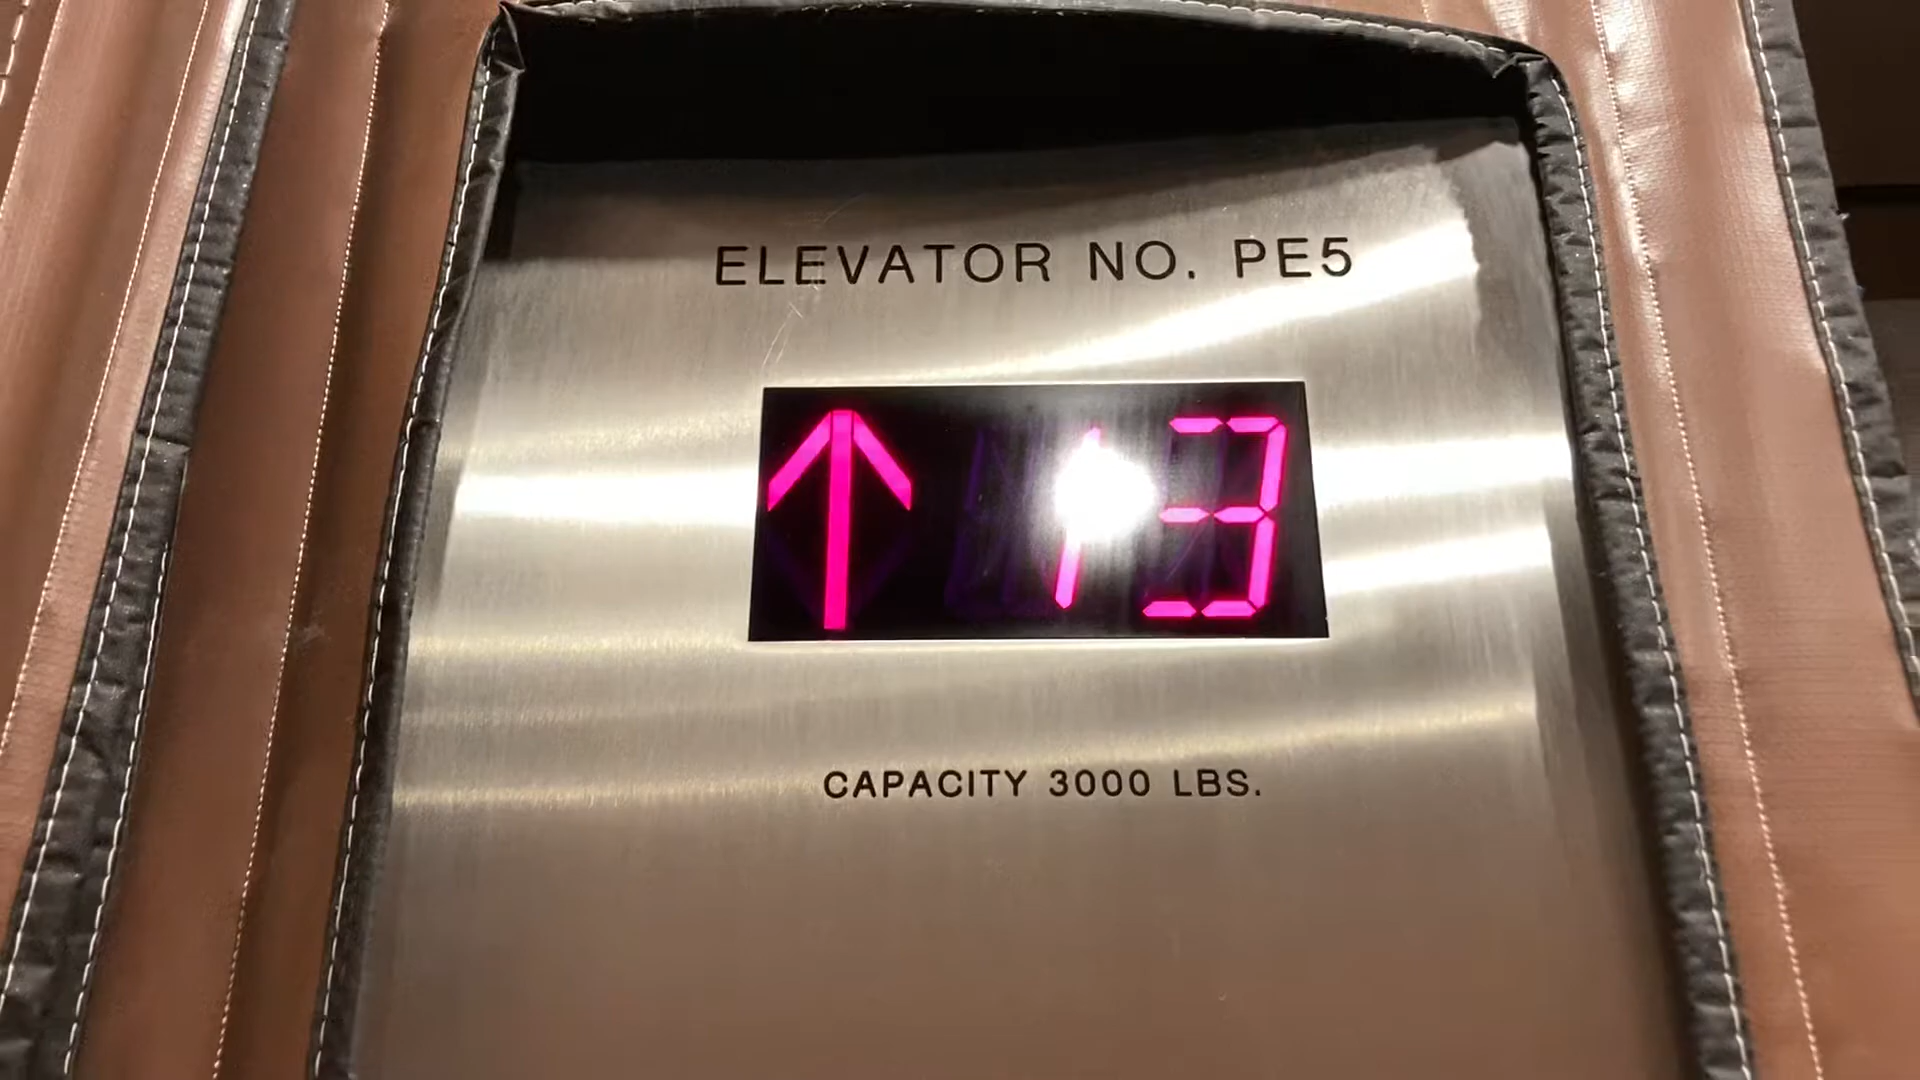 ELEVATOR NO. PE5
↑ 13
CAPACITY 3000 LBS.